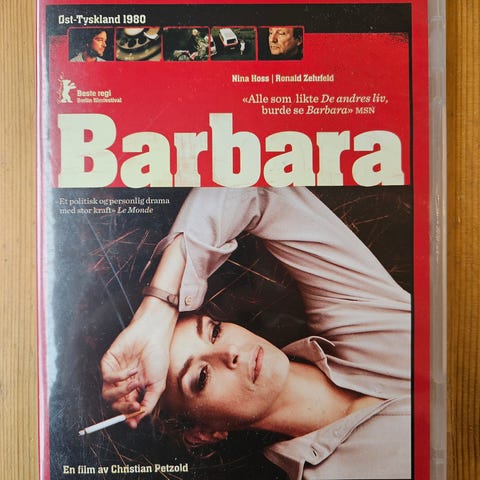 Øst-Tyskland 1980
Beste regi
Berlin filmfestival
Nina Hoss | Ronald Zehrfeld
«Alle som likte De andres liv,
burde se Barbara» MSN
Barbara
«Et politisk og personlig drama
med stor kraft» Le Monde
En film av Christian Petzold